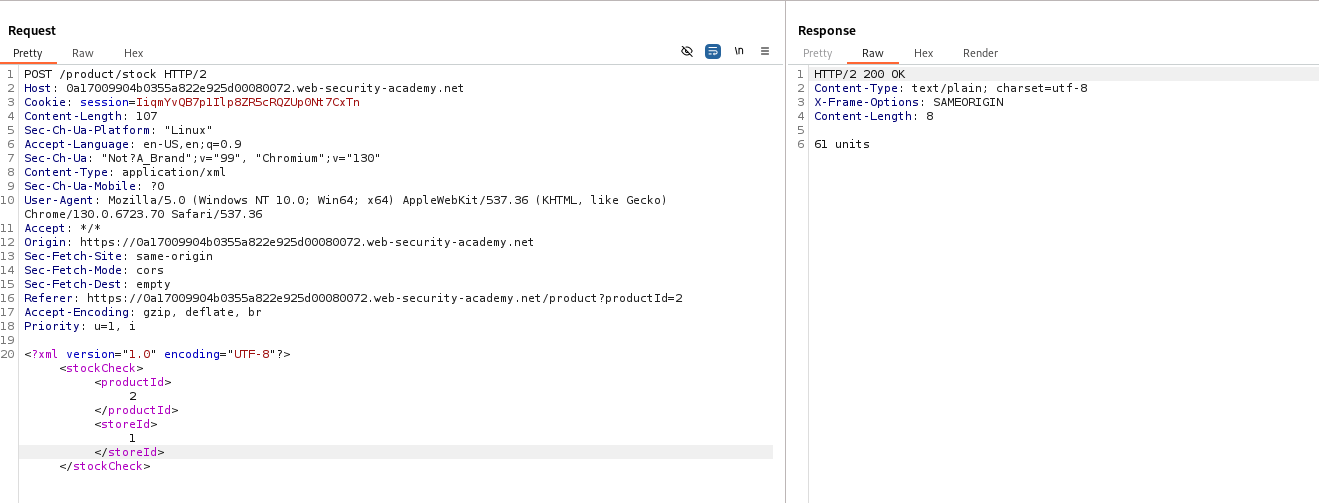 Request
Pretty Raw Hex
\n
1 POST /product/stock HTTP/2
2 Host: 0a17009904b0355a822e925d00080072.web-security-academy.net
3 Cookie: session=IiqmYvQB7p1Ilp8ZR5cRQZUpONt7CxTn
4 Content-Length: 107
5 Sec-Ch-Ua-Platform: "Linux"
6 Accept-Language: en-US,en;q=0.9
7 Sec-Ch-Ua: "Not?A_Brand";v="99", "Chromium";v="130"
8 Content-Type: application/xml
9 Sec-Ch-Ua-Mobile: ?0
10 User-Agent: Mozilla/5.0 (Windows NT 10.0; Win64; x64) AppleWebKit/537.36 (KHTML, like Gecko)
Chrome/130.0.6723.70 Safari/537.36
11 Accept: */*
12 Origin: https://0a17009904b0355a822e925d00080072.web-security-academy.net
13 Sec-Fetch-Site: same-origin
14 Sec-Fetch-Mode: cors
15 Sec-Fetch-Dest: empty
16 Referer: https://0a17009904b0355a822e925d00080072.web-security-academy.net/product?productId=2
17 Accept-Encoding: gzip, deflate, br
18 Priority: u=1, i
19
20 <?xml version="1.0" encoding="UTF-8"?>
<stockCheck>
<productId>
2
</productId>
<storeId>
1
</storeId>
</stockCheck>
Response
Pretty Raw Hex Render
1 HTTP/2 200 OK
2 Content-Type: text/plain; charset=utf-8
3 X-Frame-Options: SAMEORIGIN
4 Content-Length: 8
5
6 61 units